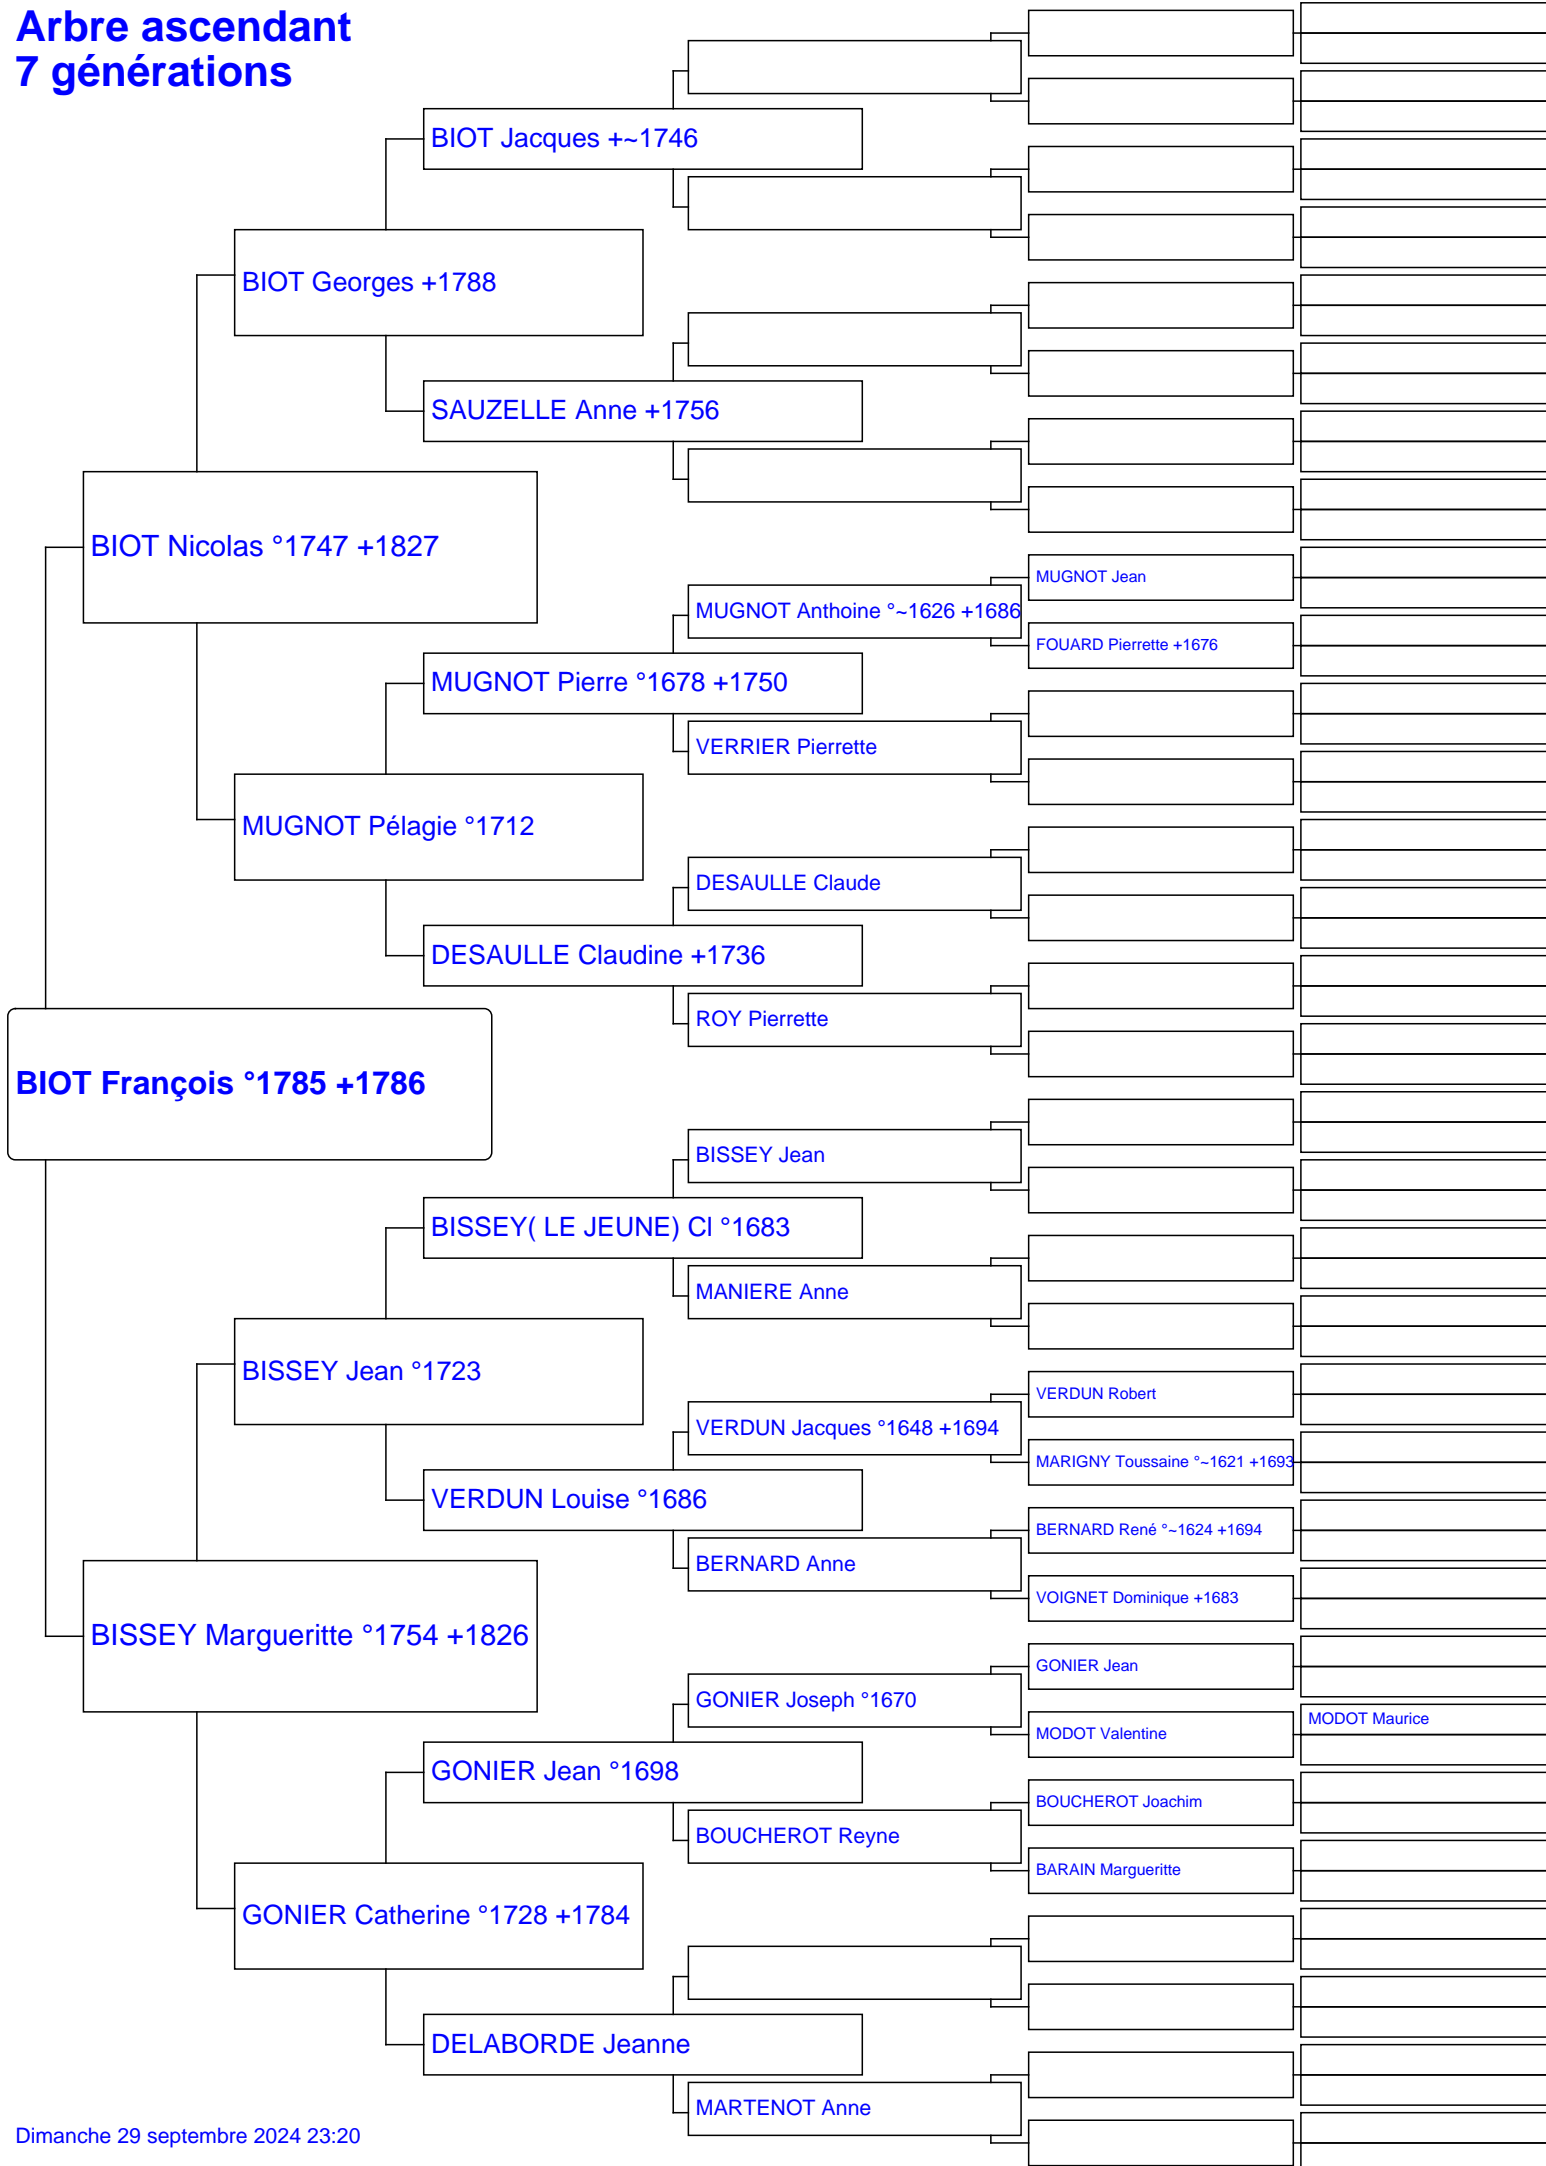 Arbre ascendant
7 générations
BIOT Jacques +~1746
BIOT Georges +1788
SAUZELLE Anne +1756
BIOT Nicolas °1747 +1827
MUGNOT Jean
MUGNOT Anthoine °~1626 +1686
FOUARD Pierrette +1676
MUGNOT Pierre °1678 +1750
VERRIER Pierrette
MUGNOT Pélagie °1712
DESAULLE Claude
DESAULLE Claudine +1736
ROY Pierrette
BIOT François °1785 +1786
BISSEY Jean
BISSEY( LE JEUNE) Cl °1683
MANIERE Anne
BISSEY Jean °1723
VERDUN Robert
VERDUN Jacques °1648 +1694
MARIGNY Toussaine °~1621 +1693
VERDUN Louise °1686
BERNARD René °~1624 +1694
BERNARD Anne
VOIGNET Dominique +1683
BISSEY Margueritte °1754 +1826
GONIER Jean
GONIER Joseph °1670
MODOT Maurice
MODOT Valentine
GONIER Jean °1698
BOUCHEROT Joachim
BOUCHEROT Reyne
BARAIN Margueritte
GONIER Catherine °1728 +1784
DELABORDE Jeanne
MARTENOT Anne
Dimanche 29 septembre 2024 23:20